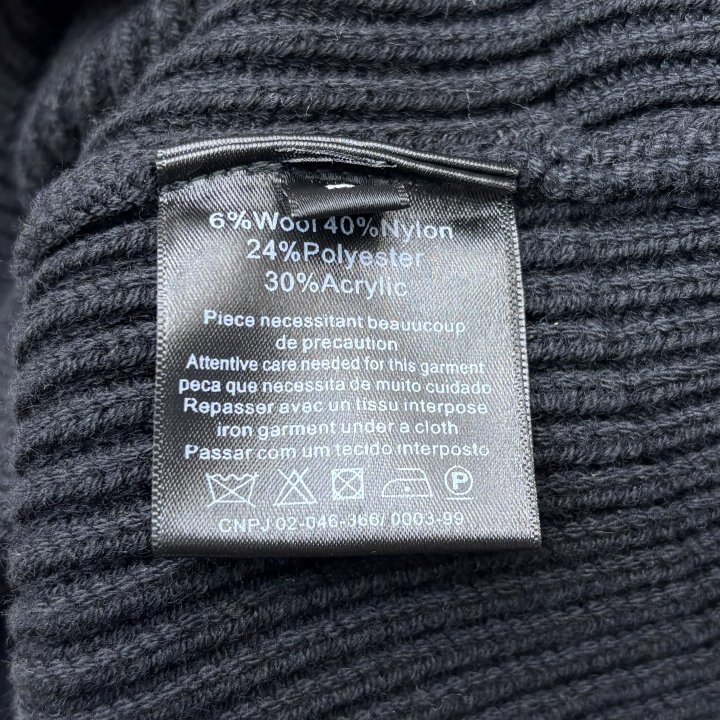 6%Wool 40%Nylon
24%Polyester
30%Acrylic
Piece necessitant beauucoup
de precaution
Attentive care needed for this garment
peca que necessita de muito cuidado
Repasser avec un tissu interpose
iron garment under a cloth
Passar com um tecido interposto
P
CNPJ 02-046-366/ 0003-99